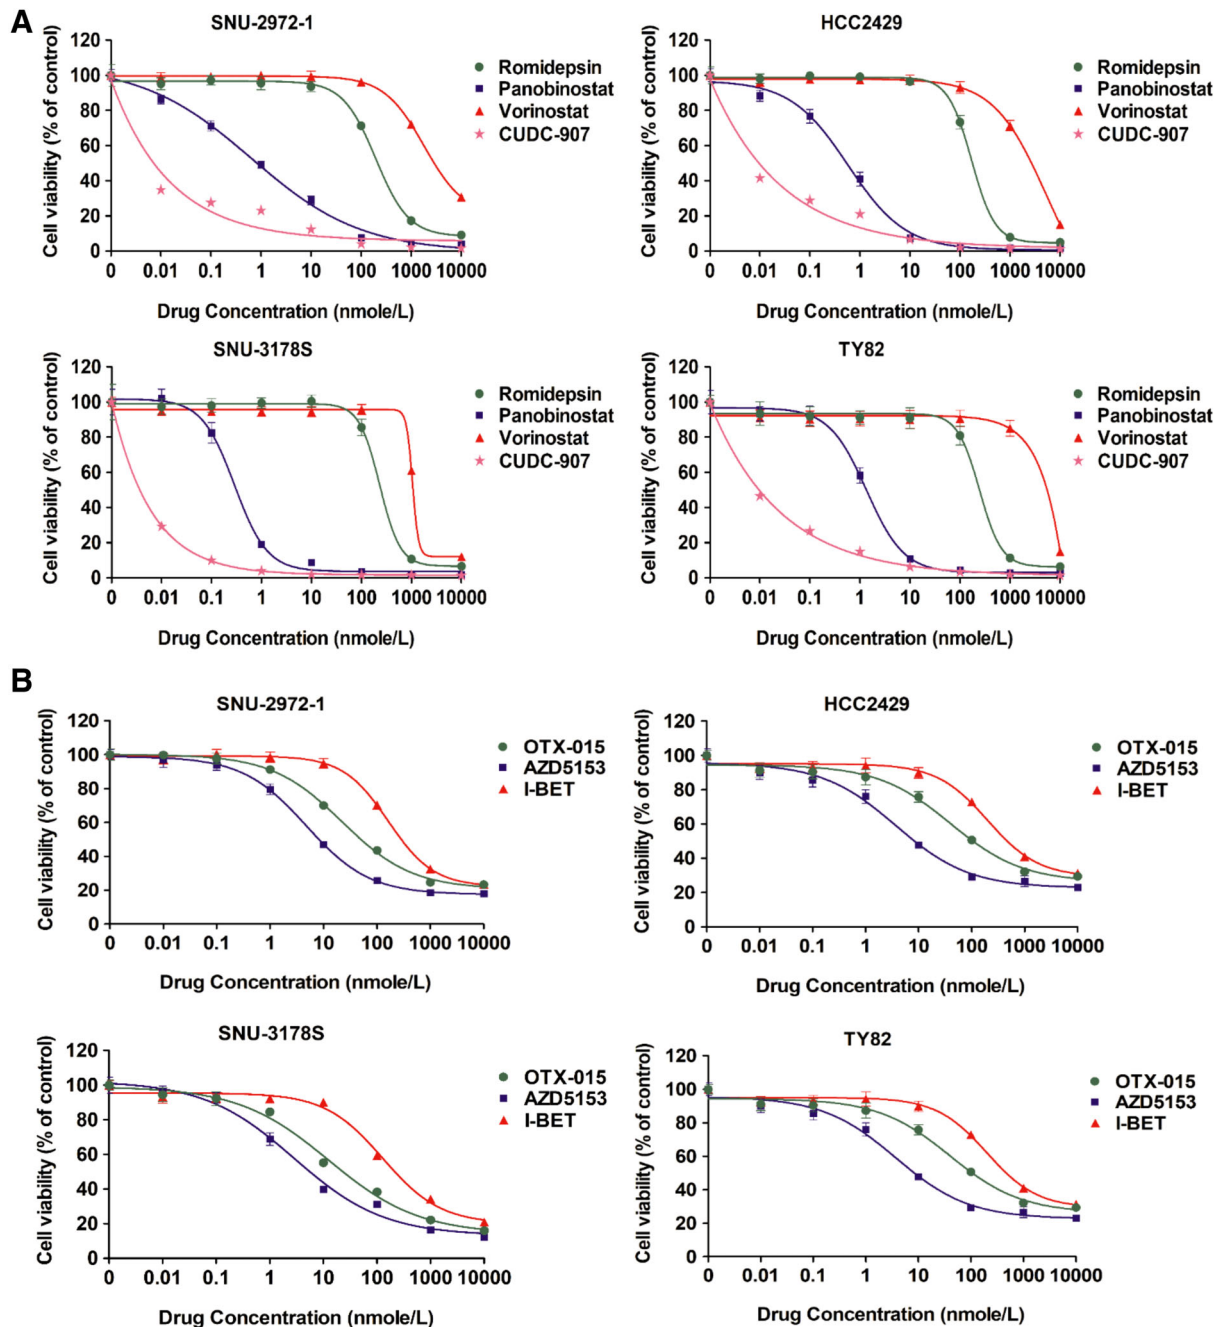 A
SNU-2972-1
Cell viability (% of control)
120
100
80
60
40
20
0
0 0.01 0.1 1 10 100 1000 10000
Drug Concentration (nmole/L)
Romidepsin
Panobinostat
Vorinostat
CUDC-907
HCC2429
Cell viability (% of control)
120
100
80
60
40
20
0
0 0.01 0.1 1 10 100 1000 10000
Drug Concentration (nmole/L)
Romidepsin
Panobinostat
Vorinostat
CUDC-907
SNU-3178S
Cell viability (% of control)
120
100
80
60
40
20
0
0 0.01 0.1 1 10 100 1000 10000
Drug Concentration (nmole/L)
Romidepsin
Panobinostat
Vorinostat
CUDC-907
TY82
Cell viability (% of control)
120
100
80
60
40
20
0
0 0.01 0.1 1 10 100 1000 10000
Drug Concentration (nmole/L)
Romidepsin
Panobinostat
Vorinostat
CUDC-907
B
SNU-2972-1
Cell viability (% of control)
120
100
80
60
40
20
0
0 0.01 0.1 1 10 100 1000 10000
Drug Concentration (nmole/L)
OTX-015
AZD5153
I-BET
HCC2429
Cell viability (% of control)
120
100
80
60
40
20
0
0 0.01 0.1 1 10 100 1000 10000
Drug Concentration (nmole/L)
OTX-015
AZD5153
I-BET
SNU-3178S
Cell viability (% of control)
120
100
80
60
40
20
0
0 0.01 0.1 1 10 100 1000 10000
Drug Concentration (nmole/L)
OTX-015
AZD5153
I-BET
TY82
Cell viability (% of control)
120
100
80
60
40
20
0
0 0.01 0.1 1 10 100 1000 10000
Drug Concentration (nmole/L)
OTX-015
AZD5153
I-BET